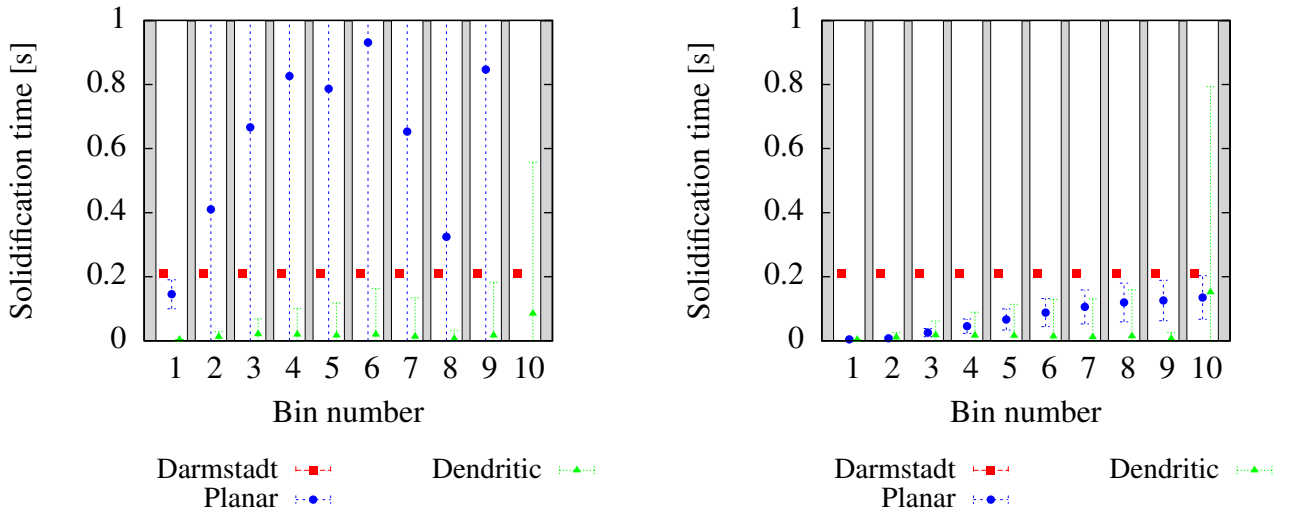 1
0.8
0.6
0.4
0.2
0
Solidification time [s]
1 2 3 4 5 6 7 8 9 10
Bin number
Darmstadt
Planar
Dendritic
1
0.8
0.6
0.4
0.2
0
Solidification time [s]
1 2 3 4 5 6 7 8 9 10
Bin number
Darmstadt
Planar
Dendritic